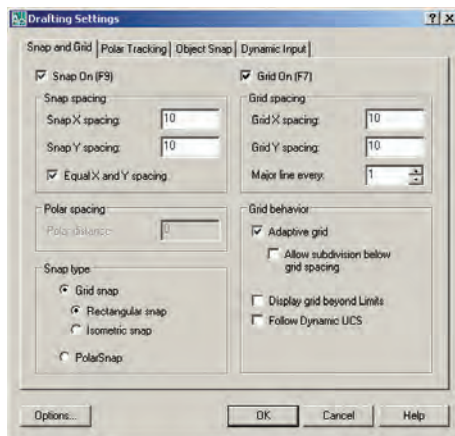 Drafting Settings
Snap and Grid Polar Tracking Object Snap Dynamic Input
Snap On (F9)
Snap spacing
Snap X spacing: 10
Snap Y spacing: 10
Equal X and Y spacing
Polar spacing
Polar distance: 0
Snap type
Grid snap
Rectangular snap
Isometric snap
PolarSnap
Grid On (F7)
Grid spacing
Grid X spacing: 10
Grid Y spacing: 10
Major line every: 1
Grid behavior
Adaptive grid
Allow subdivision below
grid spacing
Display grid beyond Limits
Follow Dynamic UCS
Options... OK Cancel Help